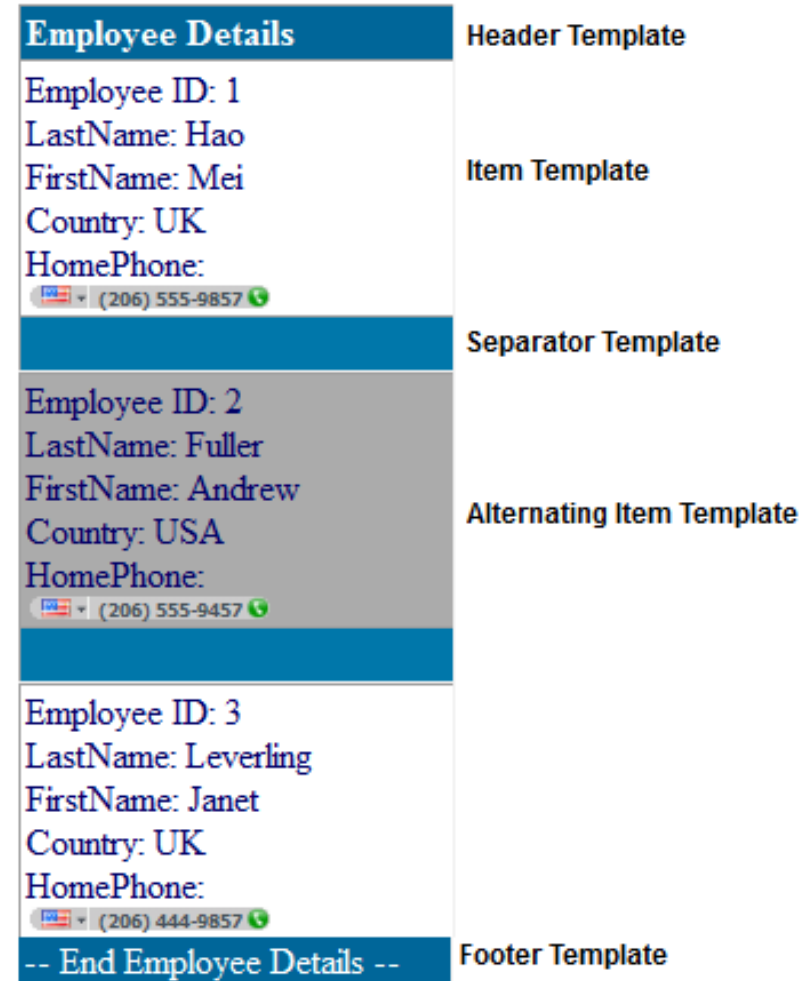 Employee Details
Header Template
Employee ID: 1
LastName: Hao
FirstName: Mei
Item Template
Country: UK
HomePhone:
(206) 555-9857
Separator Template
Employee ID: 2
LastName: Fuller
FirstName: Andrew
Alternating Item Template
Country: USA
HomePhone:
(206) 555-9457
Employee ID: 3
LastName: Leverling
FirstName: Janet
Country: UK
HomePhone:
(206) 444-9857
-- End Employee Details --
Footer Template